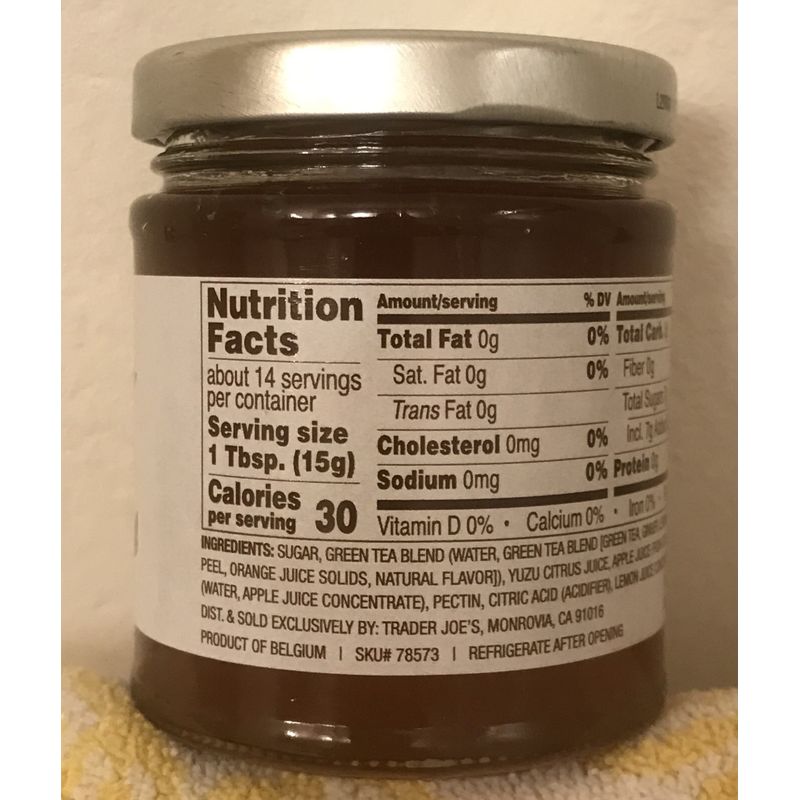 Nutrition Facts
about 14 servings per container
Serving size 1 Tbsp. (15g)
Calories per serving 30
Amount/serving % DV
Total Fat 0g 0%
Sat. Fat 0g 0%
Trans Fat 0g
Cholesterol 0mg 0%
Sodium 0mg 0%
Amount/serving
Total Carb.
Fiber 0g
Total Sugars
Incl. 7g
Protein 0g
Vitamin D 0% • Calcium 0% • Iron 0% •
INGREDIENTS: SUGAR, GREEN TEA BLEND (WATER, GREEN TEA BLEND [GREEN TEA, GINGER,
PEEL, ORANGE JUICE SOLIDS, NATURAL FLAVOR]), YUZU CITRUS JUICE, APPLE JUICE
(WATER, APPLE JUICE CONCENTRATE), PECTIN, CITRIC ACID (ACIDIFIER), LEMON JUICE
DIST. & SOLD EXCLUSIVELY BY: TRADER JOE'S, MONROVIA, CA 91016
PRODUCT OF BELGIUM | SKU# 78573 | REFRIGERATE AFTER OPENING